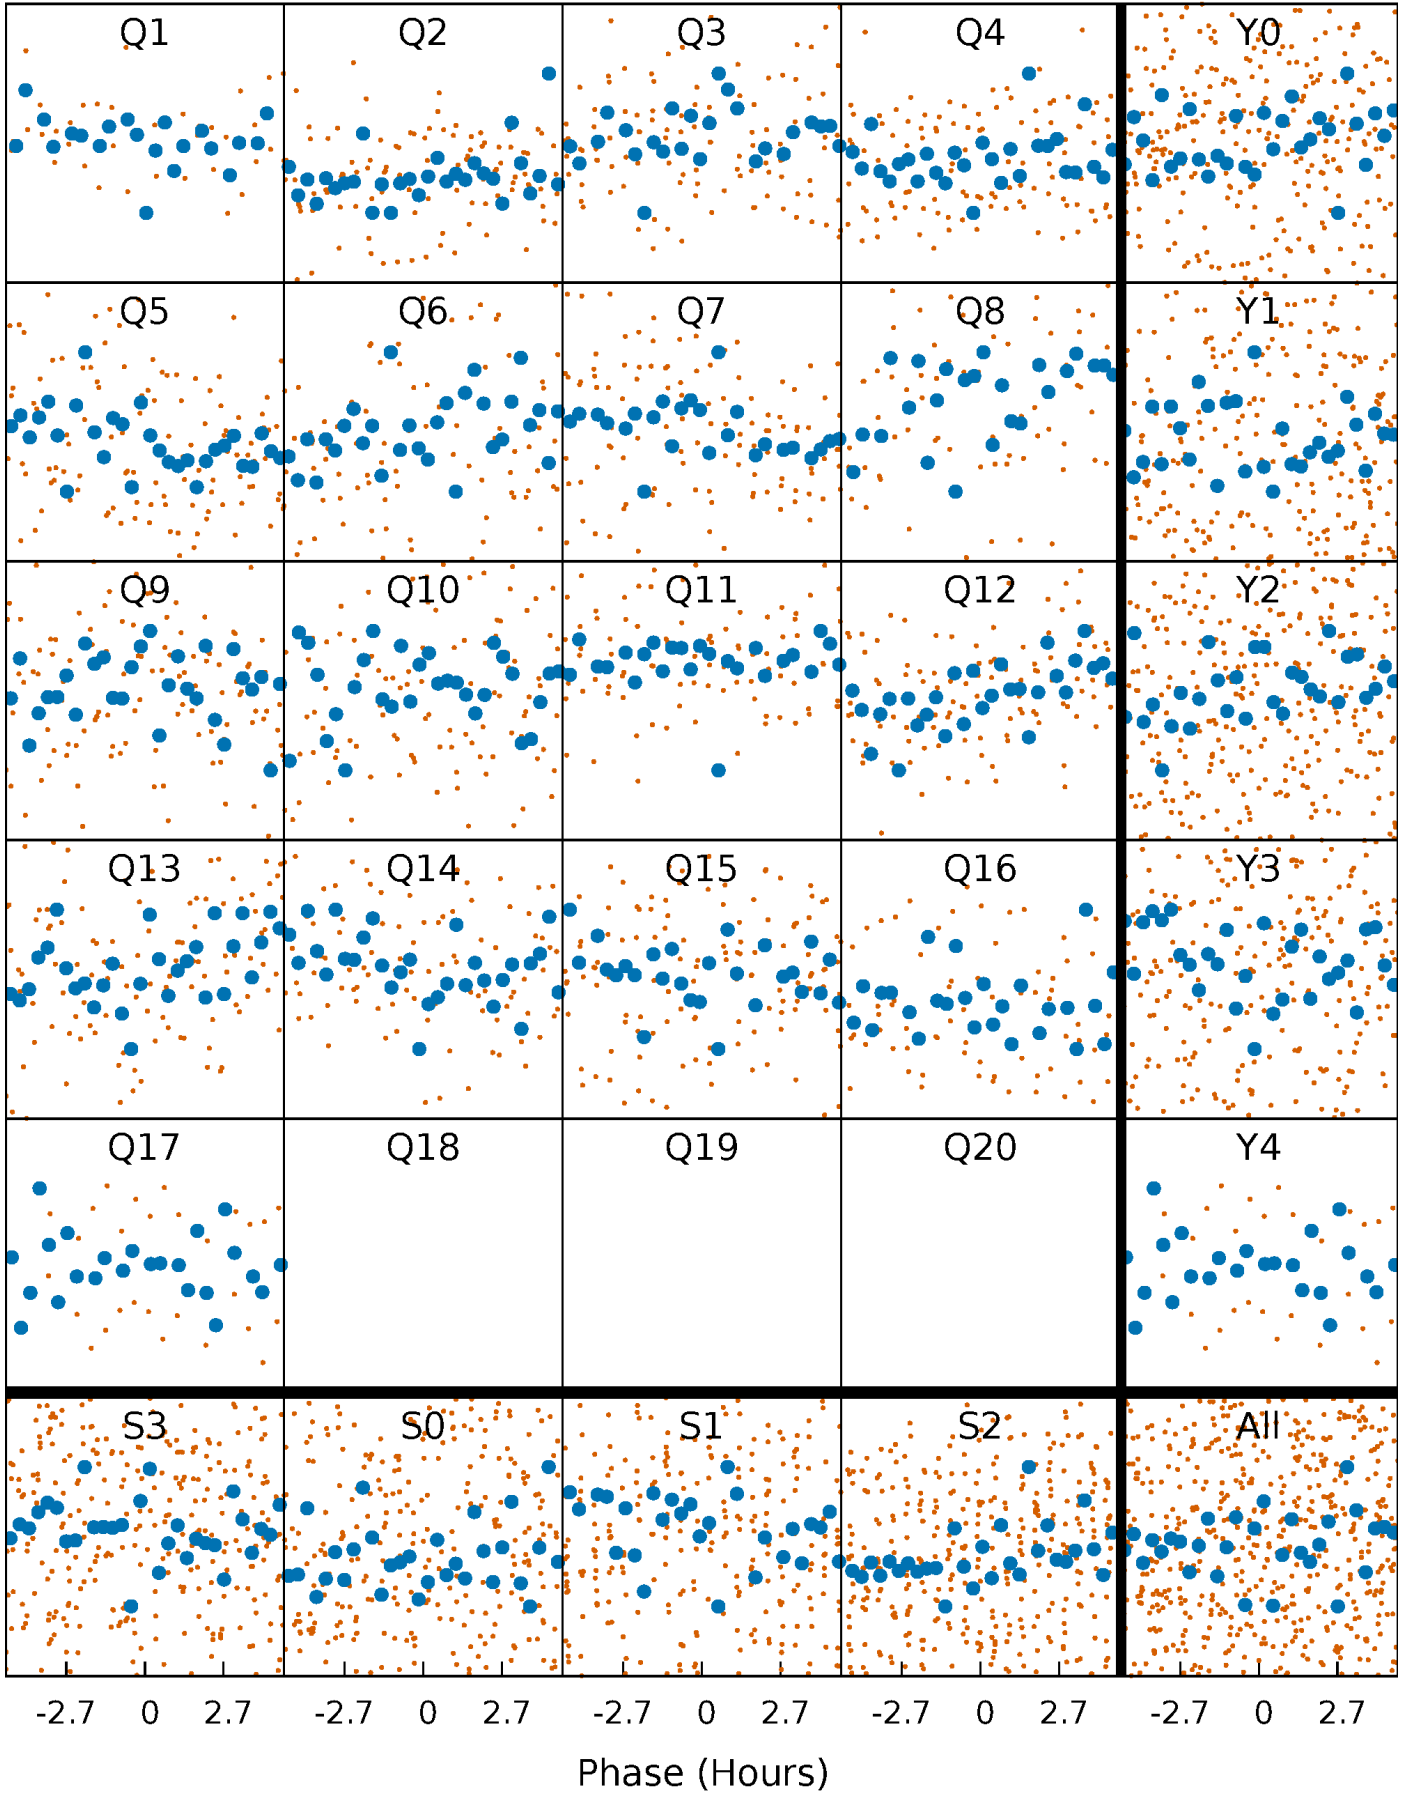 Q1 Q2 Q3 Q4 Y0
Q5 Q6 Q7 Q8 Y1
Q9 Q10 Q11 Q12 Y2
Q13 Q14 Q15 Q16 Y3
Q17 Q18 Q19 Q20 Y4
S3 S0 S1 S2 All
-2.7 0 2.7 -2.7 0 2.7 -2.7 0 2.7 -2.7 0 2.7 -2.7 0 2.7
Phase (Hours)